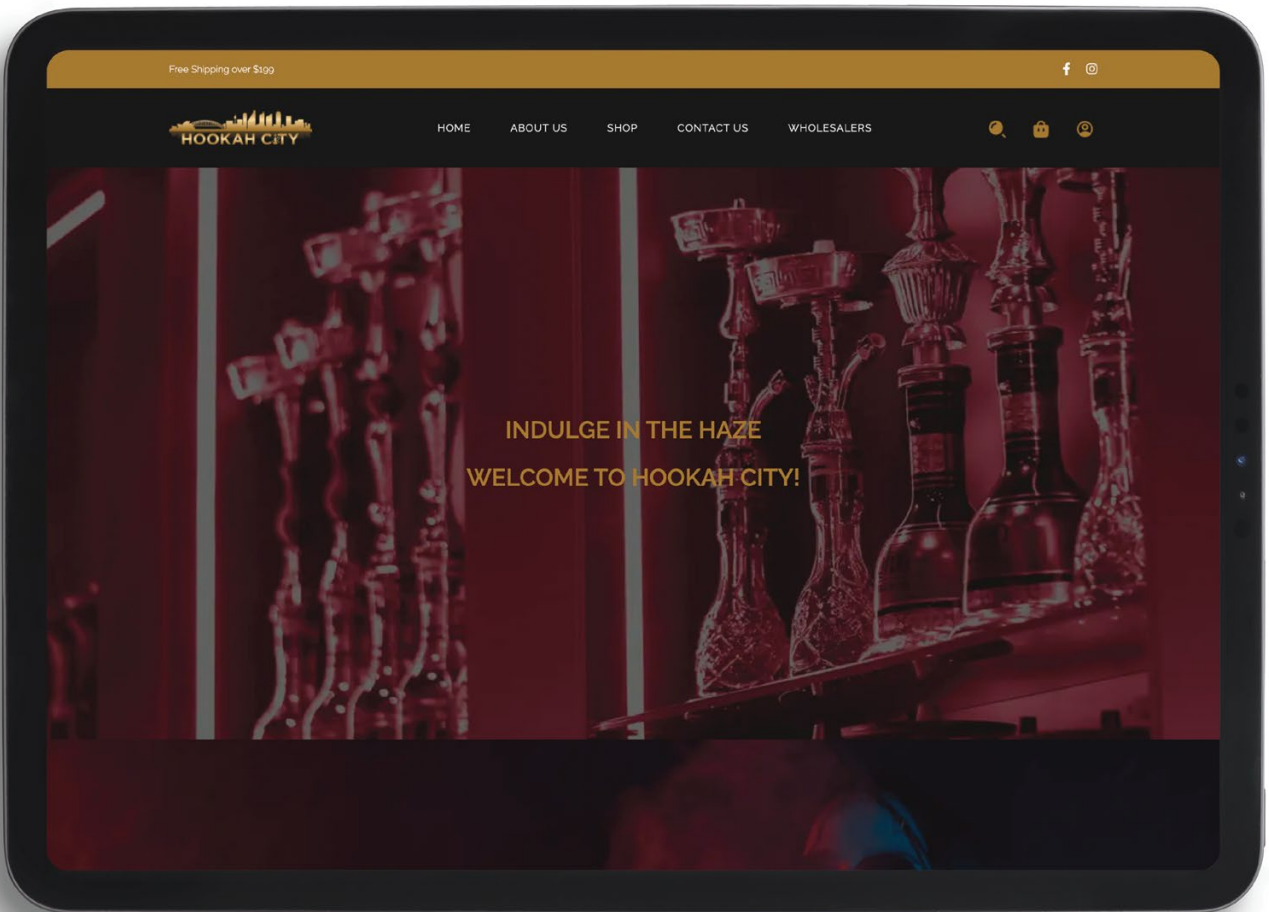 Free Shipping over $199
HOOKAH CITY
HOME ABOUT US SHOP CONTACT US WHOLESALERS
INDULGE IN THE HAZE
WELCOME TO HOOKAH CITY!